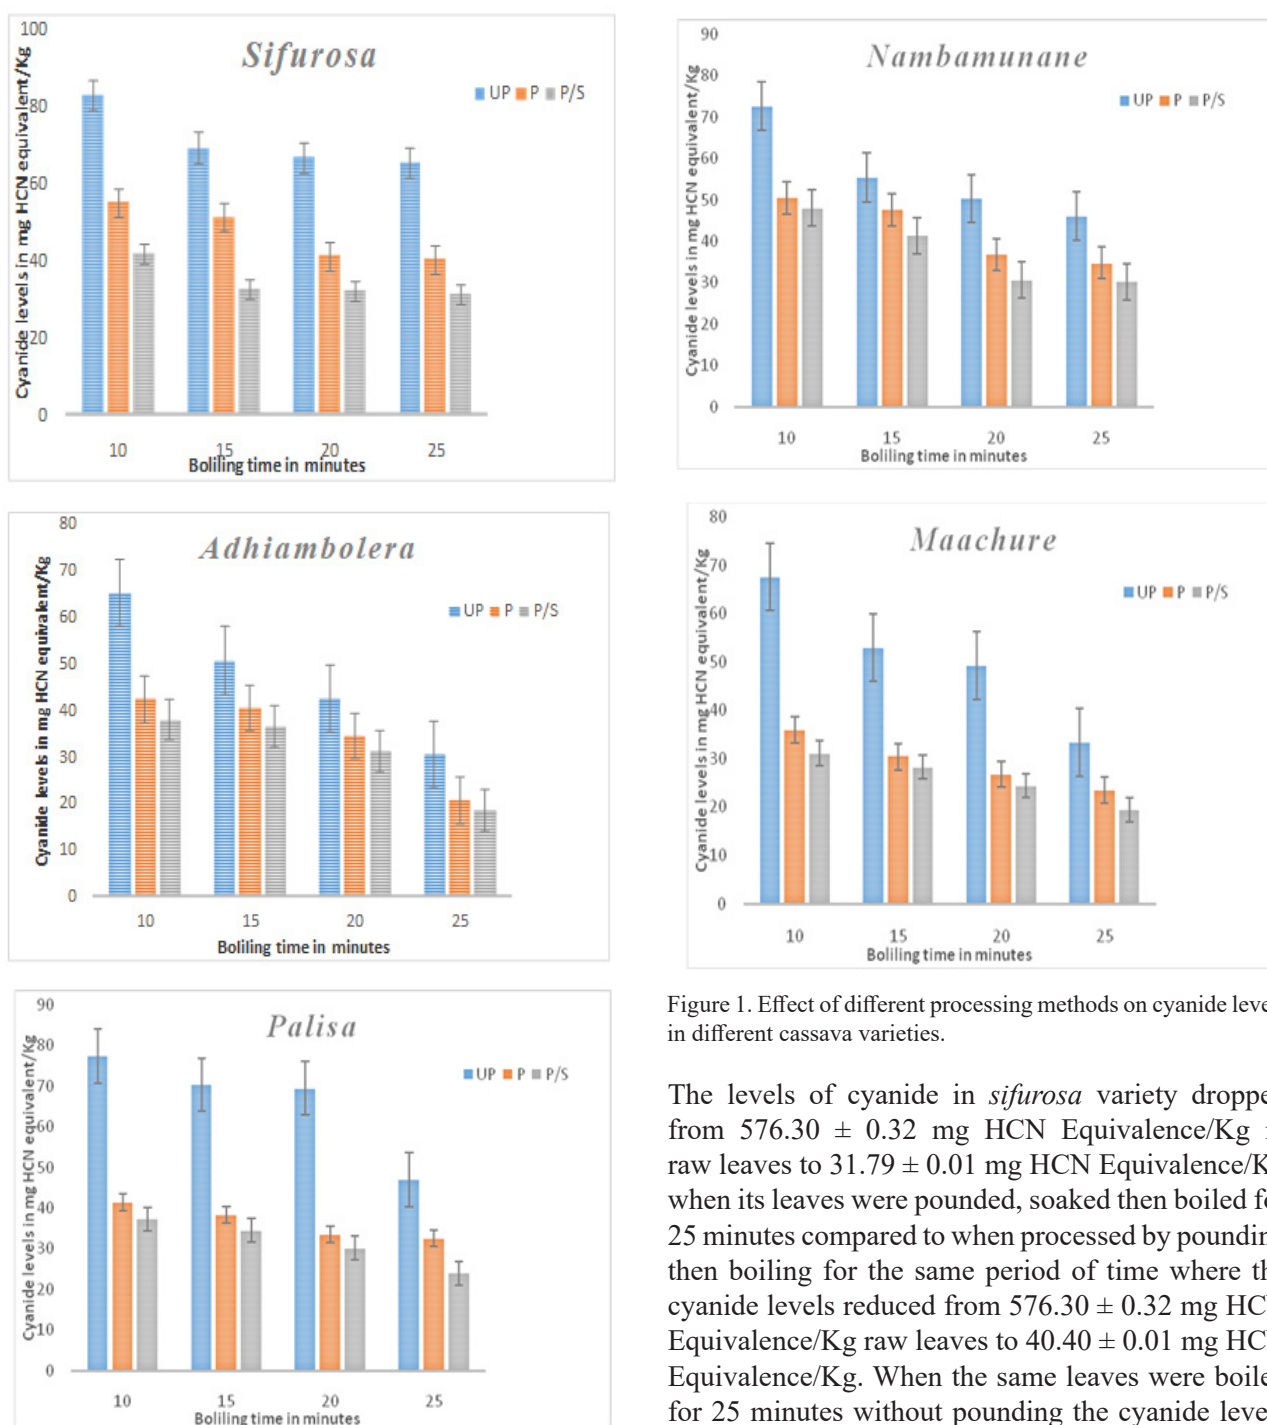 Sifurosa
UP P P/S
Cyanide levels in mg HCN equivalent/Kg
100
80
60
40
20
0
10 15 20 25
Boliling time in minutes
Nambamunane
UP P P/S
Cyanide levels in mg HCN equivalent/Kg
90
80
70
60
50
40
30
20
10
0
10 15 20 25
Boliling time in minutes
Adhiambolera
UP P P/S
Cyanide levels in mg HCN equivalent/Kg
80
70
60
50
40
30
20
10
0
10 15 20 25
Boliling time in minutes
Maachure
UP P P/S
Cyanide levels in mg HCN equivalent/Kg
80
70
60
50
40
30
20
10
0
10 15 20 25
Boliling time in minutes
Palisa
UP P P/S
Cyanide levels in mg HCN equivalent/Kg
90
80
70
60
50
40
30
20
10
0
10 15 20 25
Boliling time in minutes
Figure 1. Effect of different processing methods on cyanide leve
in different cassava varieties.
The levels of cyanide in sifurosa variety droppe
from 576.30 ± 0.32 mg HCN Equivalence/Kg
raw leaves to 31.79 ± 0.01 mg HCN Equivalence/K
when its leaves were pounded, soaked then boiled fo
25 minutes compared to when processed by poundin
then boiling for the same period of time where th
cyanide levels reduced from 576.30 ± 0.32 mg HC
Equivalence/Kg raw leaves to 40.40 ± 0.01 mg HC
Equivalence/Kg. When the same leaves were boile
for 25 minutes without pounding the cyanide leve